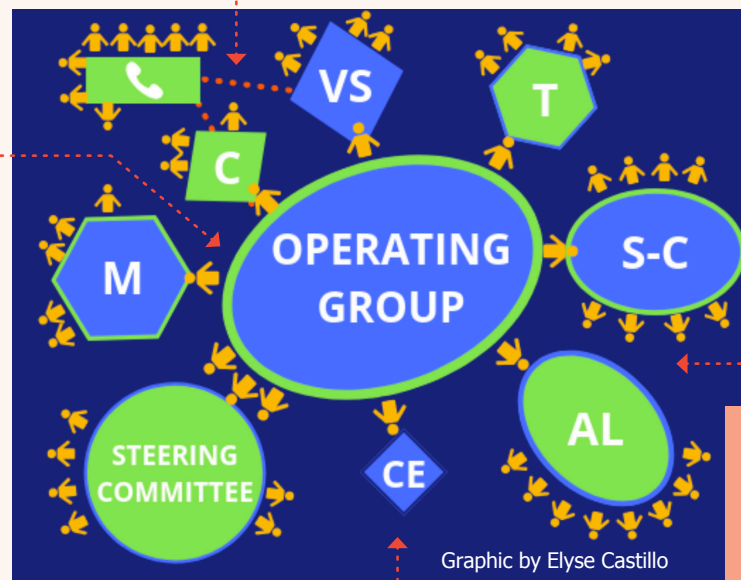 VS
T
C
OPERATING
GROUP
S-C
M
AL
STEERING
COMMITTEE
CE
Graphic by Elyse Castillo